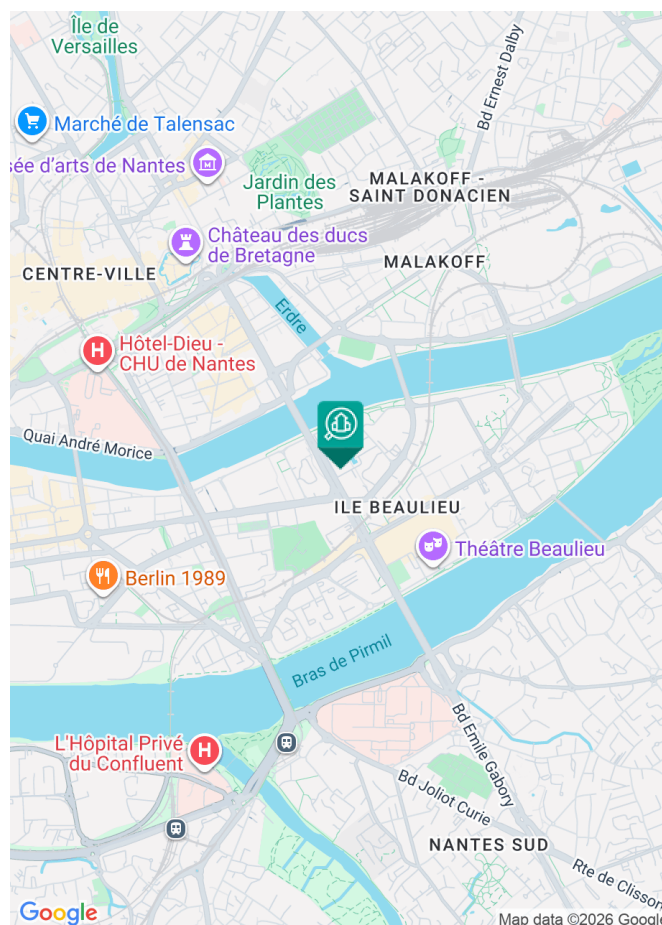 Île de
Versailles
Bd Ernest Dalby
Marché de Talensac
sée d'arts de Nantes
Jardin des
Plantes
MALAKOFF -
SAINT DONACIEN
Château des ducs
de Bretagne
MALAKOFF
CENTRE-VILLE
Erdre
Hôtel-Dieu -
CHU de Nantes
Quai André Morice
ILE BEAULIEU
Théâtre Beaulieu
Berlin 1989
Bras de Pirmil
L'Hôpital Privé
du Confluent
Bd Emile Gabory
Bd Joliot Curie
NANTES SUD
Rte de Clisson
Google
Map data ©2026 Google